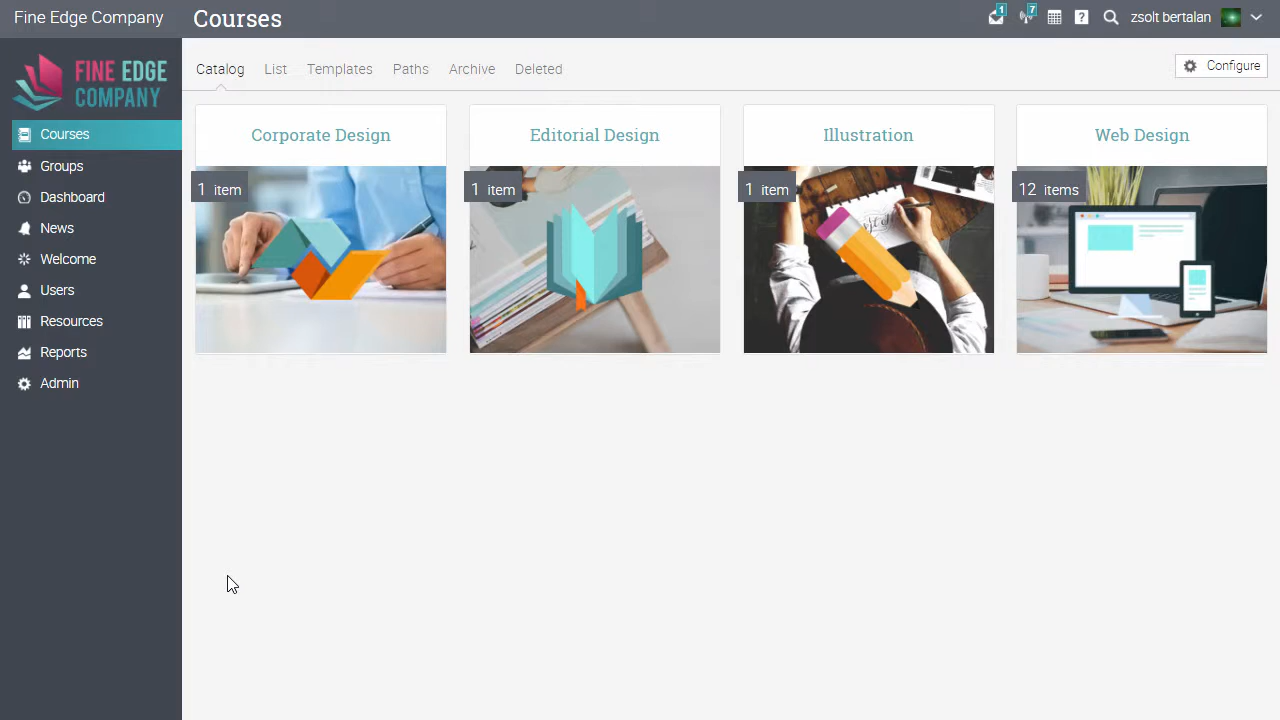 Fine Edge Company
Courses
1
7
zsolt bertalan
FINE EDGE
COMPANY
Courses
Groups
Dashboard
News
Welcome
Users
Resources
Reports
Admin
Catalog List Templates Paths Archive Deleted
Configure
Corporate Design
1 item
Editorial Design
1 item
Illustration
1 item
Web Design
12 items